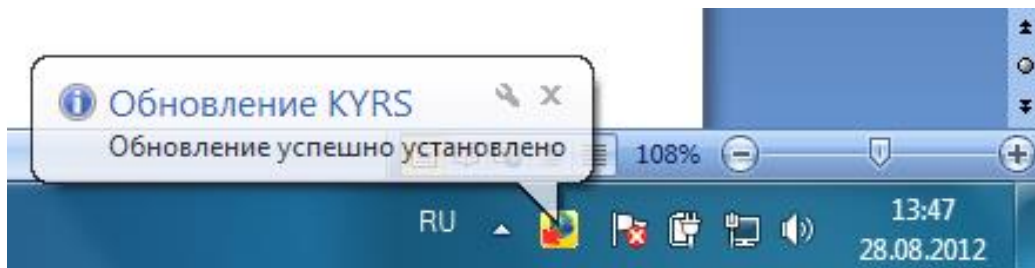 Обновление KYRS
Обновление успешно установлено
108%
RU
13:47
28.08.2012